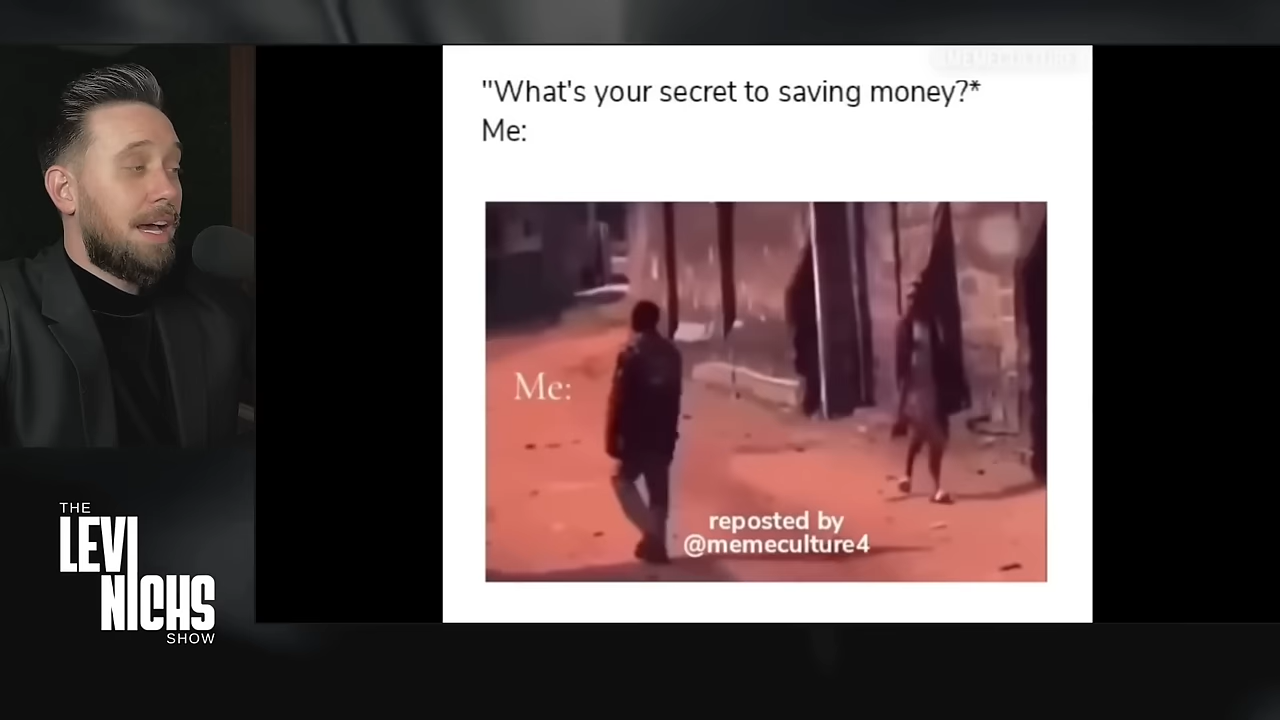 "What's your secret to saving money?*
Me:
Me:
reposted by
@memeculture4
THE
LEVI
NICHS
SHOW